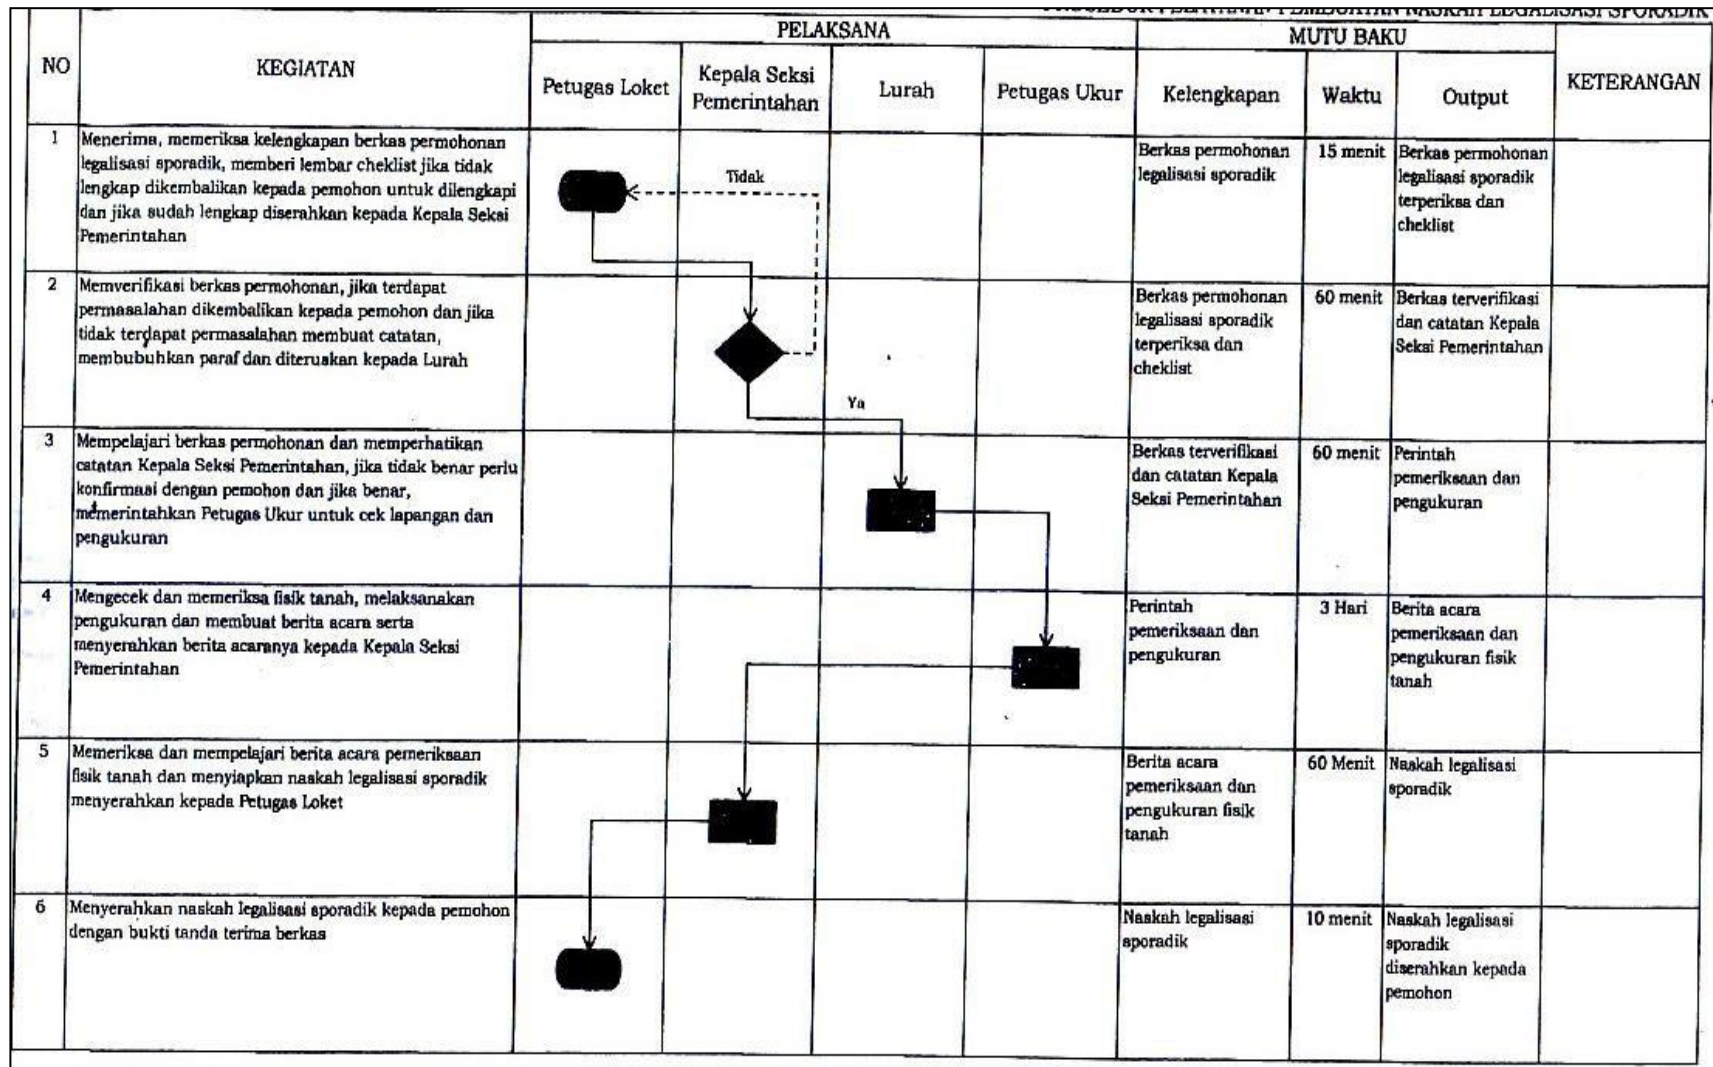 PROSEDUR PELAYANAN PEMBUATAN NASKAH LEGALISASI SPORADIK
NO
KEGIATAN
PELAKSANA
MUTU BAKU
KETERANGAN
Petugas Loket
Kepala Seksi
Pemerintahan
Lurah
Petugas Ukur
Kelengkapan
Waktu
Output
1
Menerima, memeriksa kelengkapan berkas permohonan
legalisasi sporadik, memberi lembar cheklist jika tidak
lengkap dikembalikan kepada pemohon untuk dilengkapi
dan jika sudah lengkap diserahkan kepada Kepala Seksi
Pemerintahan
Tidak
Berkas permohonan
legalisasi sporadik
15 menit
Berkas permohonan
legalisasi sporadik
terperiksa dan
cheklist
2
Memverifikasi berkas permohonan, jika terdapat
permasalahan dikembalikan kepada pemohon dan jika
tidak terdapat permasalahan membuat catatan,
membubuhkan paraf dan diteruskan kepada Lurah
Ya
Berkas permohonan
legalisasi sporadik
terperiksa dan
cheklist
60 menit
Berkas terverifikasi
dan catatan Kepala
Seksi Pemerintahan
3
Mempelajari berkas permohonan dan memperhatikan
catatan Kepala Seksi Pemerintahan, jika tidak benar perlu
konfirmasi dengan pemohon dan jika benar,
memerintahkan Petugas Ukur untuk cek lapangan dan
pengukuran
Berkas terverifikasi
dan catatan Kepala
Seksi Pemerintahan
60 menit
Perintah
pemeriksaan dan
pengukuran
4
Mengecek dan memeriksa fisik tanah, melaksanakan
pengukuran dan membuat berita acara serta
menyerahkan berita acaranya kepada Kepala Seksi
Pemerintahan
Perintah
pemeriksaan dan
pengukuran
3 Hari
Berita acara
pemeriksaan dan
pengukuran fisik
tanah
5
Memeriksa dan mempelajari berita acara pemeriksaan
fisik tanah dan menyiapkan naskah legalisasi sporadik
menyerahkan kepada Petugas Loket
Berita acara
pemeriksaan dan
pengukuran fisik
tanah
60 Menit
Naskah legalisasi
sporadik
6
Menyerahkan naskah legalisasi sporadik kepada pemohon
dengan bukti tanda terima berkas
Naskah legalisasi
sporadik
10 menit
Naskah legalisasi
sporadik
diserahkan kepada
pemohon